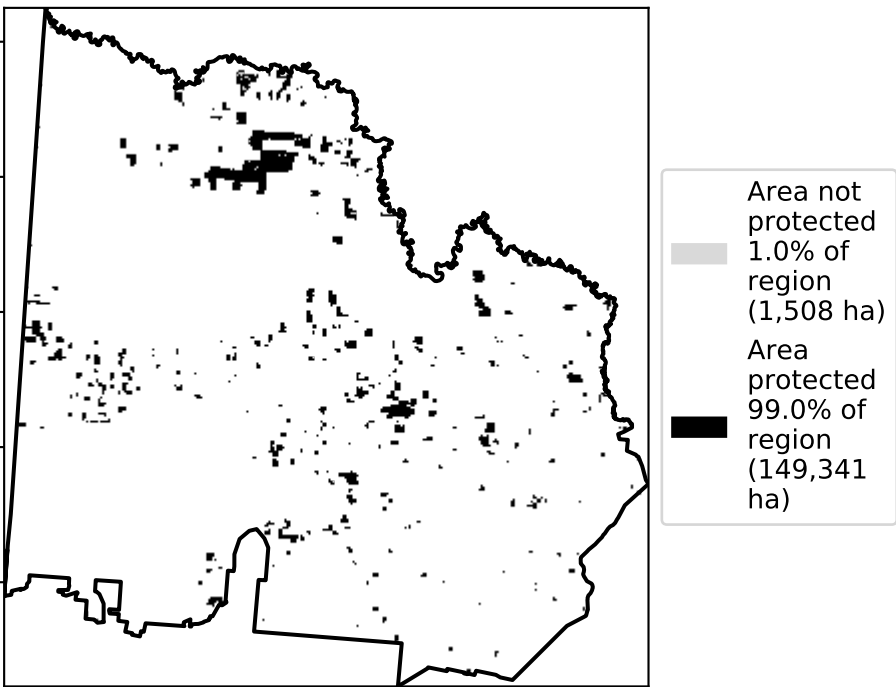 Area not
protected
1.0% of
region
(1,508 ha)
Area
protected
99.0% of
region
(149,341
ha)